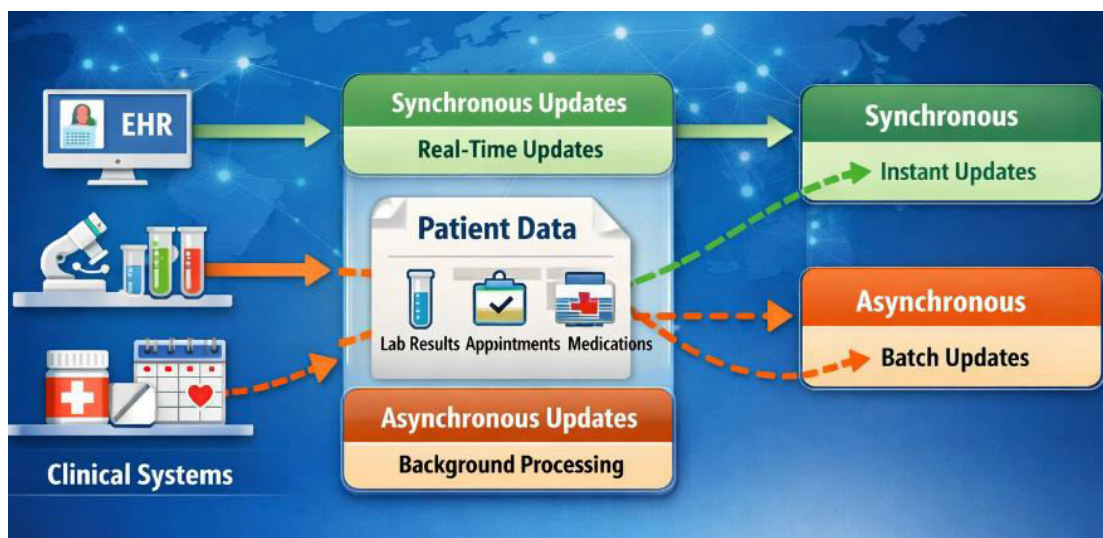 EHR
Clinical Systems
Synchronous Updates
Real-Time Updates
Patient Data
Lab Results Appointments Medications
Asynchronous Updates
Background Processing
Synchronous
Instant Updates
Asynchronous
Batch Updates